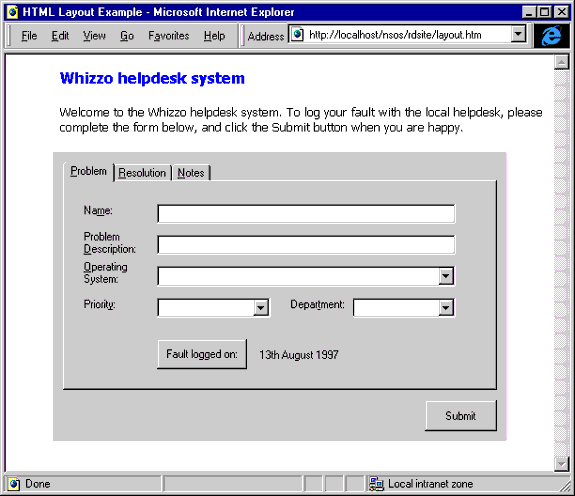 HTML Layout Example - Microsoft Internet Explorer
File Edit View Go Favorites Help Address http://localhost/nsos/rdsite/layout.htm
Whizzo helpdesk system
Welcome to the Whizzo helpdesk system. To log your fault with the local helpdesk, please
complete the form below, and click the Submit button when you are happy.
Problem Resolution Notes
Name:
Problem
Description:
Operating
System:
Priority: Department:
Fault logged on: 13th August 1997
Submit
Done Local intranet zone